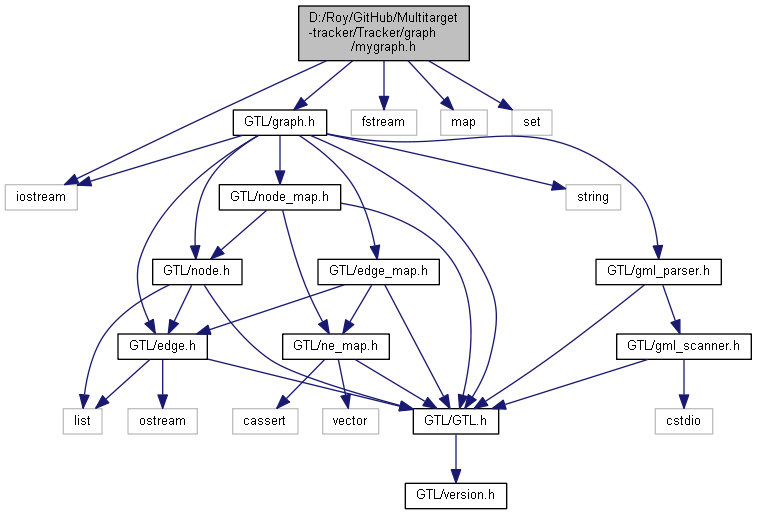 D:/Roy/GitHub/Multitarget
-tracker/Tracker/graph
/mygraph.h
GTL/graph.h
fstream
map
set
iostream
GTL/node_map.h
string
GTL/node.h
GTL/edge_map.h
GTL/gml_parser.h
GTL/edge.h
GTL/ne_map.h
GTL/gml_scanner.h
list
ostream
cassert
vector
GTL/GTL.h
cstdio
GTL/version.h